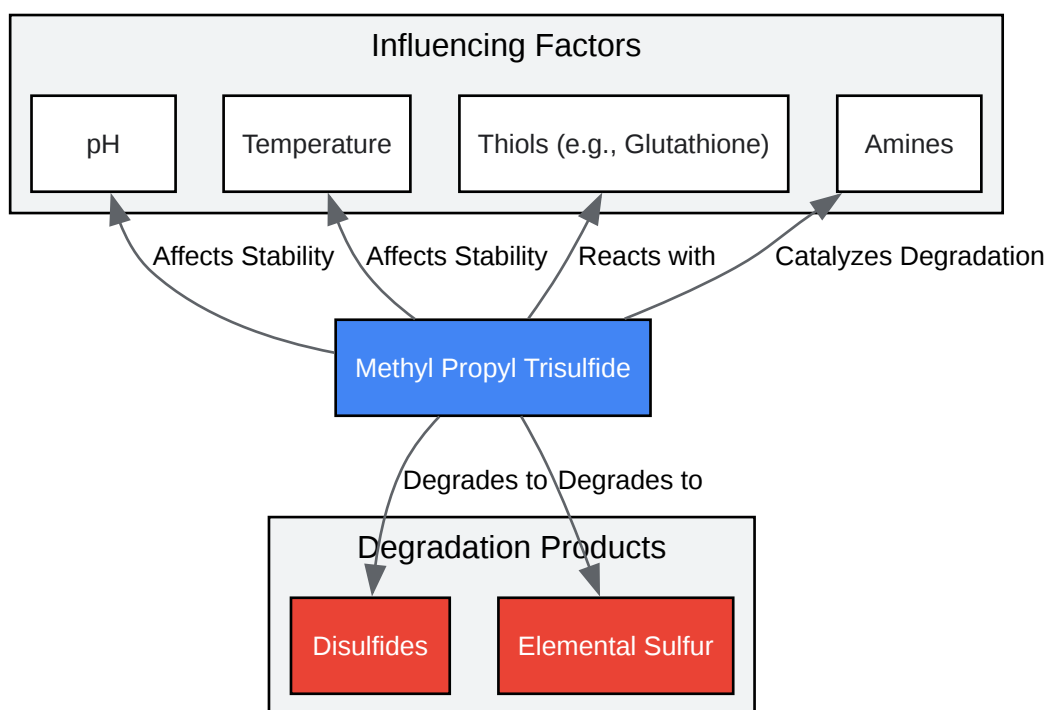 Influencing Factors
pH
Temperature
Thiols (e.g., Glutathione)
Amines
Affects Stability
Affects Stability
Reacts with
Catalyzes Degradation
Methyl Propyl Trisulfide
Degrades to
Degrades to
Degradation Products
Disulfides
Elemental Sulfur